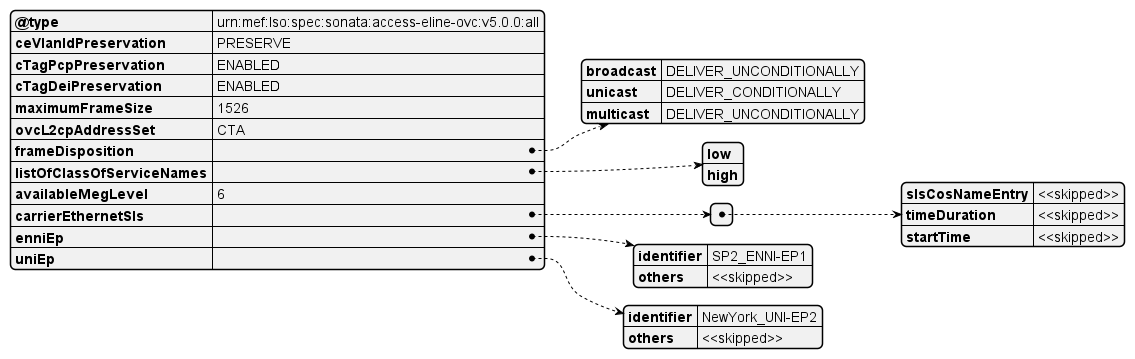 @type urn:mef:lso:spec:sonata:access-eline-ovc:v5.0.0:all
ceVlanIdPreservation PRESERVE
cTagPcpPreservation ENABLED
cTagDeiPreservation ENABLED
maximumFrameSize 1526
ovcL2cpAddressSet CTA
frameDisposition
listOfClassOfServiceNames
availableMegLevel 6
carrierEthernetSls
enniEp
uniEp
broadcast DELIVER_UNCONDITIONALLY
unicast DELIVER_CONDITIONALLY
multicast DELIVER_UNCONDITIONALLY
low
high
slsCosNameEntry <<skipped>>
timeDuration <<skipped>>
startTime <<skipped>>
identifier SP2_ENNI-EP1
others <<skipped>>
identifier NewYork_UNI-EP2
others <<skipped>>